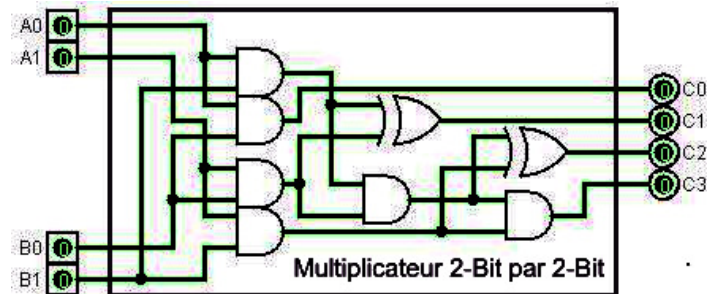 A0
A1
C0
C1
C2
C3
B0
B1
Multiplicateur 2-Bit par 2-Bit